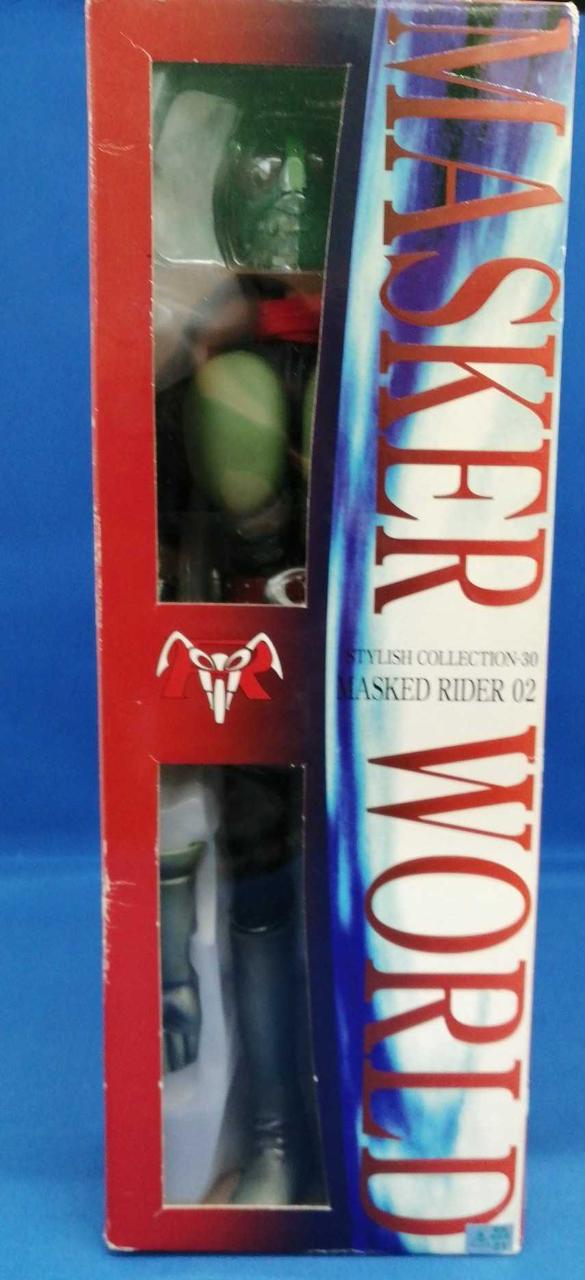 MASKER WORLD
STYLISH COLLECTION-30
MASKED RIDER 02